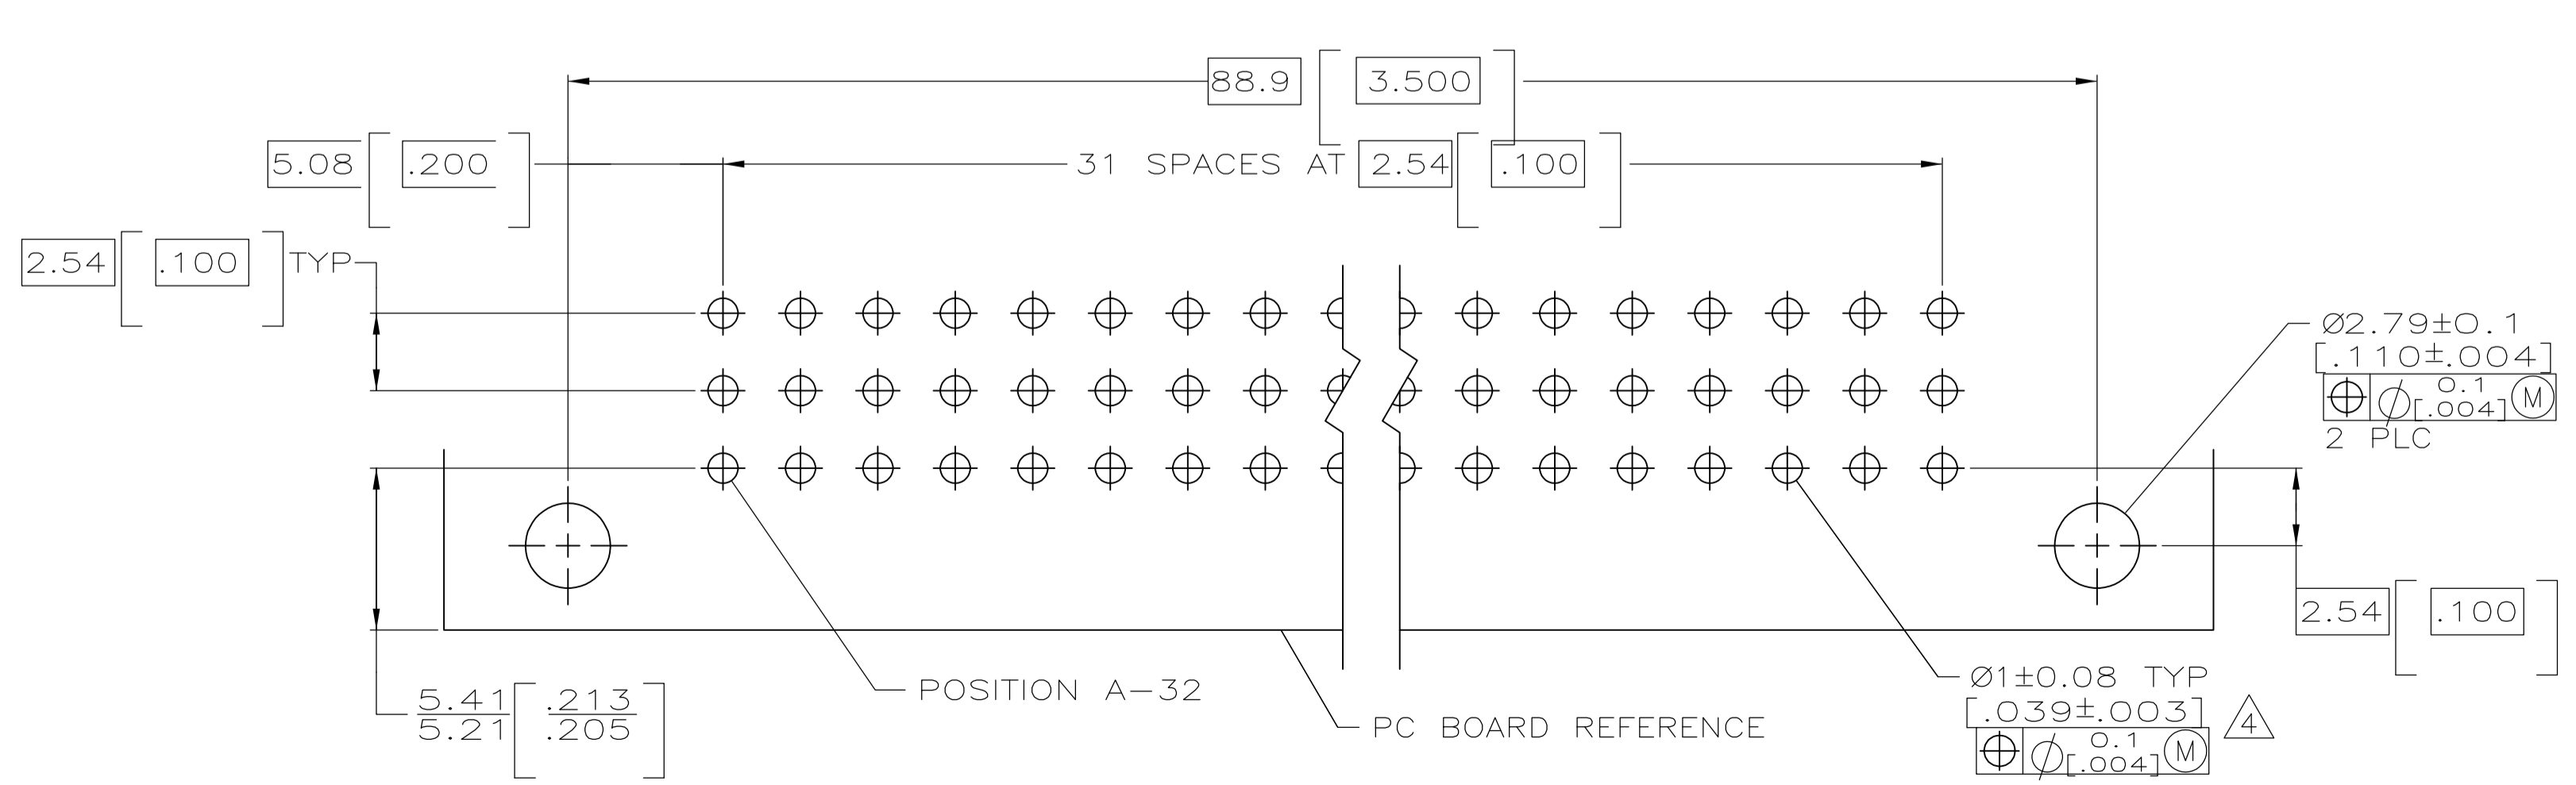 88.9 [3.500]
5.08 [.200]
31 SPACES AT 2.54 [.100]
2.54 [.100] TYP
Ø2.79±0.1
[.110±.004]
⌖ ⌀ 0.1 [.004] Ⓜ
2 PLC
2.54 [.100]
POSITION A-32
5.41 [.213
5.21 .205]
PC BOARD REFERENCE
Ø1±0.08 TYP
[.039±.003] 4
⌖ ⌀ 0.1 [.004] Ⓜ